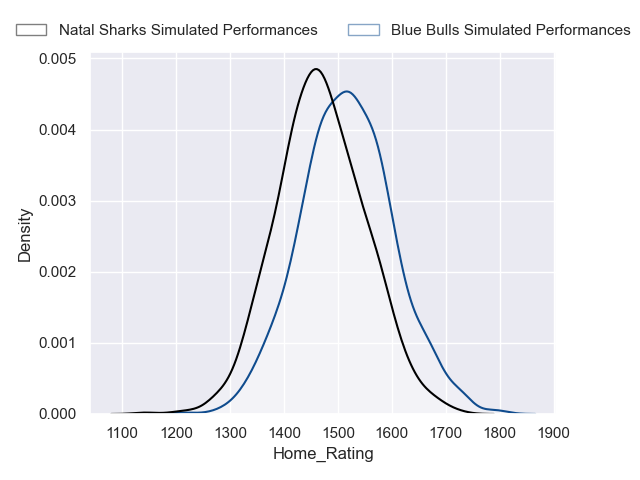 Natal Sharks Simulated Performances Blue Bulls Simulated Performances
0.005
0.004
0.003
0.002
0.001
0.000
Density
1100 1200 1300 1400 1500 1600 1700 1800 1900
Home_Rating